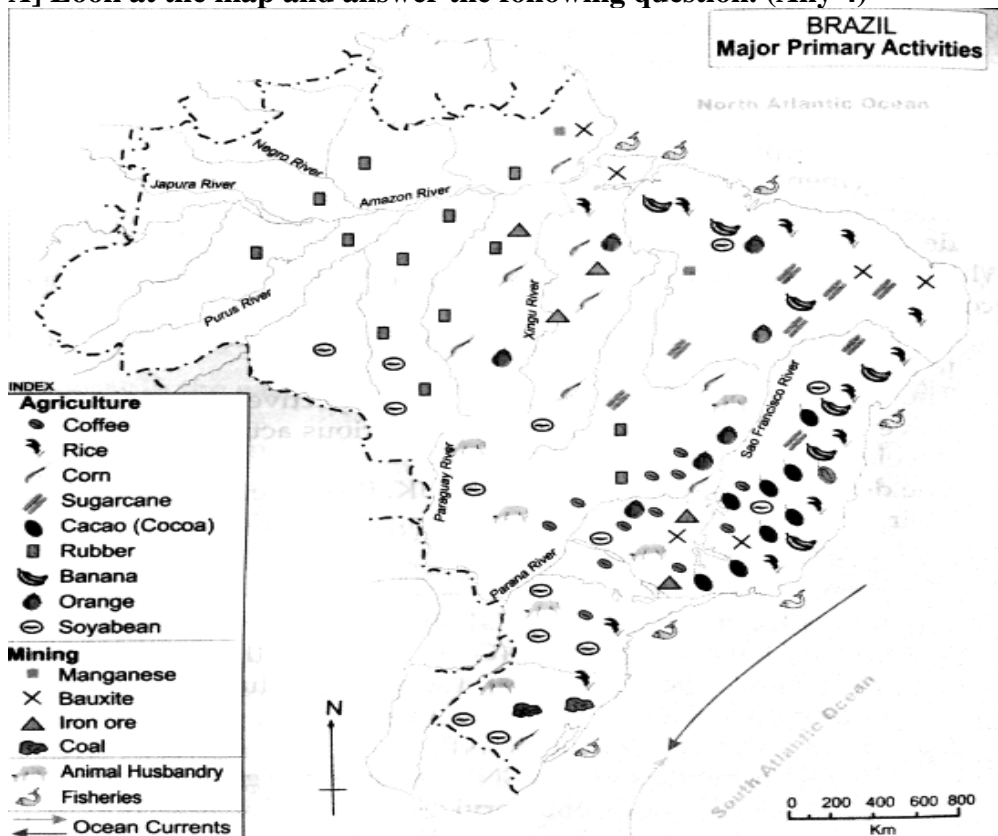 A] Look at the map and answer the following question. (Any 4)
BRAZIL
Major Primary Activities
North Atlantic Ocean
Negro River
Japura River
Amazon River
Purus River
Xingu River
Sao Francisco River
Paraguay River
Parana River
INDEX
Agriculture
Coffee
Rice
Corn
Sugarcane
Cacao (Cocoa)
Rubber
Banana
Orange
Soyabean
Mining
Manganese
Bauxite
Iron ore
Coal
Animal Husbandry
Fisheries
Ocean Currents
N
South Atlantic Ocean
0 200 400 600 800
Km